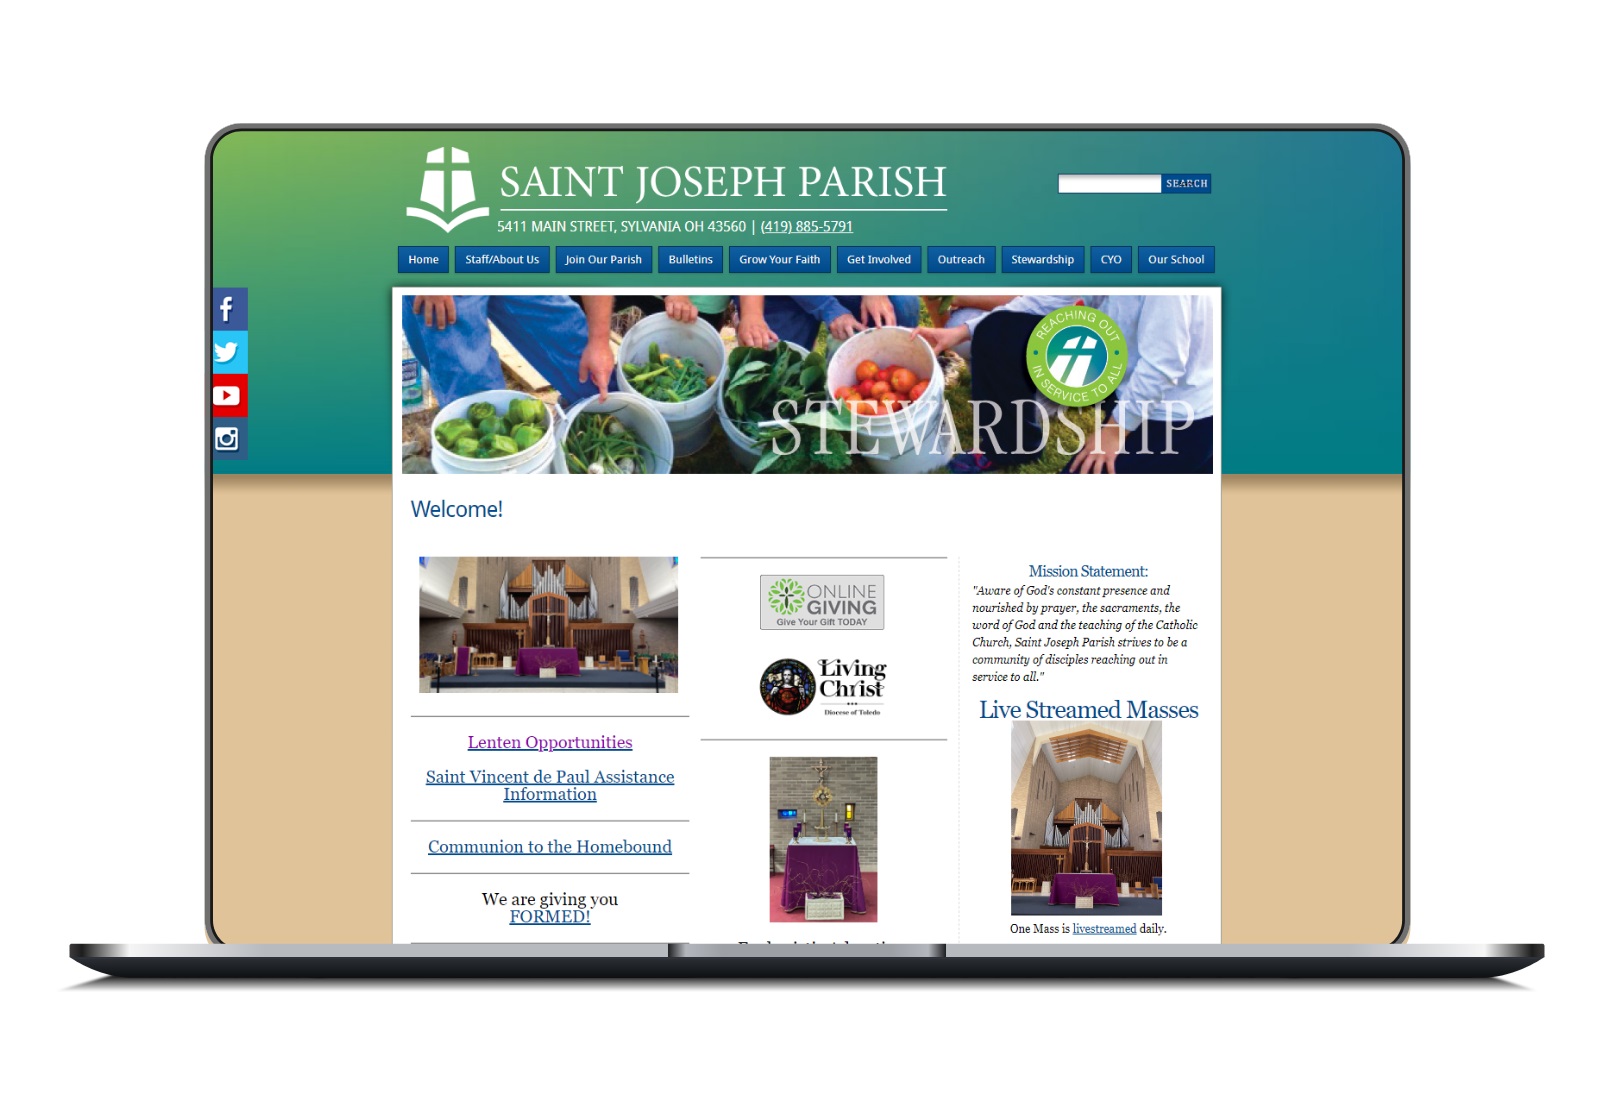 SAINT JOSEPH PARISH
5411 MAIN STREET, SYLVANIA OH 43560 | (419) 885-5791
SEARCH
Home
Staff/About Us
Join Our Parish
Bulletins
Grow Your Faith
Get Involved
Outreach
Stewardship
CYO
Our School
REACHING OUT
IN SERVICE TO ALL
STEWARDSHIP
Welcome!
Lenten Opportunities
Saint Vincent de Paul Assistance
Information
Communion to the Homebound
We are giving you
FORMED!
ONLINE
GIVING
Give Your Gift TODAY
Living
Christ
Diocese of Toledo
Mission Statement:
"Aware of God's constant presence and
nourished by prayer, the sacraments, the
word of God and the teaching of the Catholic
Church, Saint Joseph Parish strives to be a
community of disciples reaching out in
service to all."
Live Streamed Masses
One Mass is livestreamed daily.